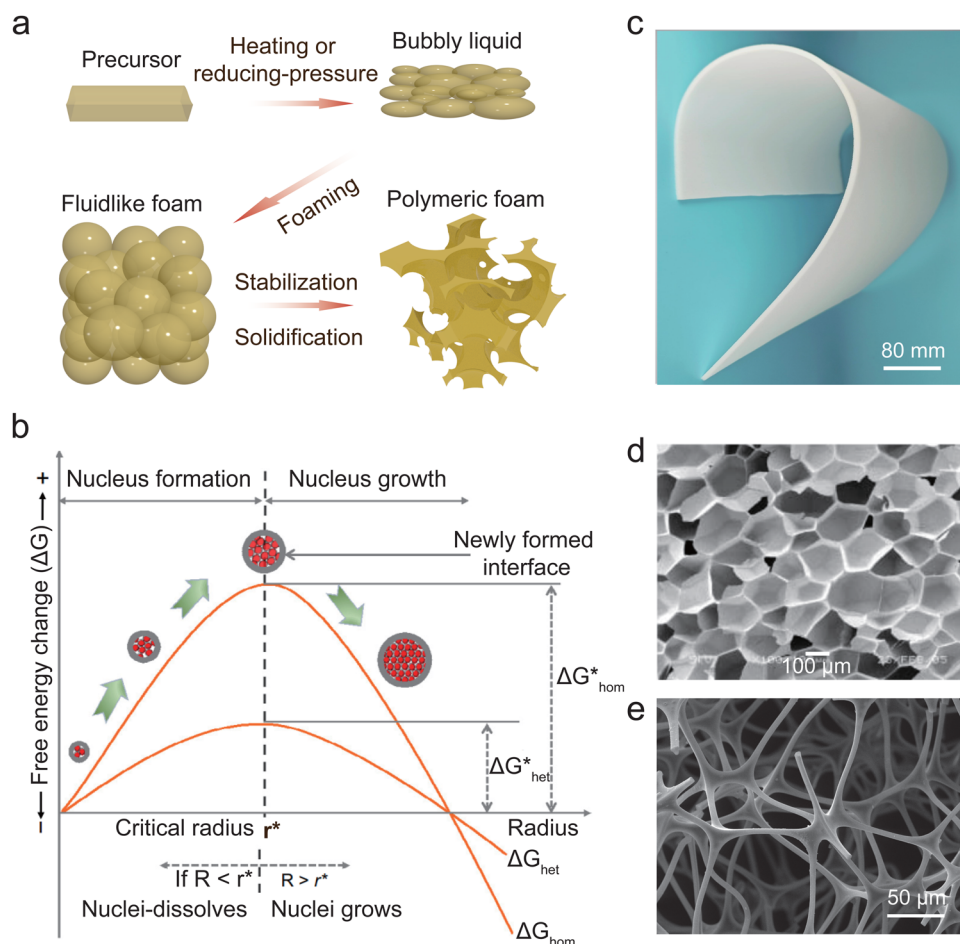 a
Precursor
Heating or
reducing-pressure
Bubbly liquid
Fluidlike foam
Foaming
Polymeric foam
Stabilization
Solidification
b
− ← Free energy change (ΔG) → +
Nucleus formation
Nucleus growth
Newly formed
interface
ΔG*hom
ΔG*het
Critical radius r*
Radius
If R < r*
R > r*
Nuclei-dissolves
Nuclei grows
ΔGhet
ΔGhom
c
80 mm
d
100 µm
e
50 µm